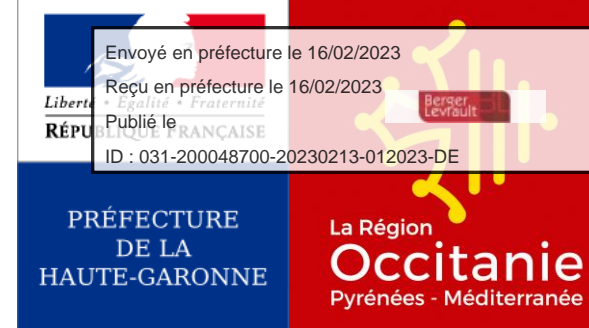 Envoyé en préfecture le 16/02/2023
Reçu en préfecture le 16/02/2023
Liberté • Égalité • Fraternité
Berger
Levrault
Publié le
RÉPUBLIQUE FRANÇAISE
ID : 031-200048700-20230213-012023-DE
PRÉFECTURE
DE LA
HAUTE-GARONNE
La Région
Occitanie
Pyrénées - Méditerranée